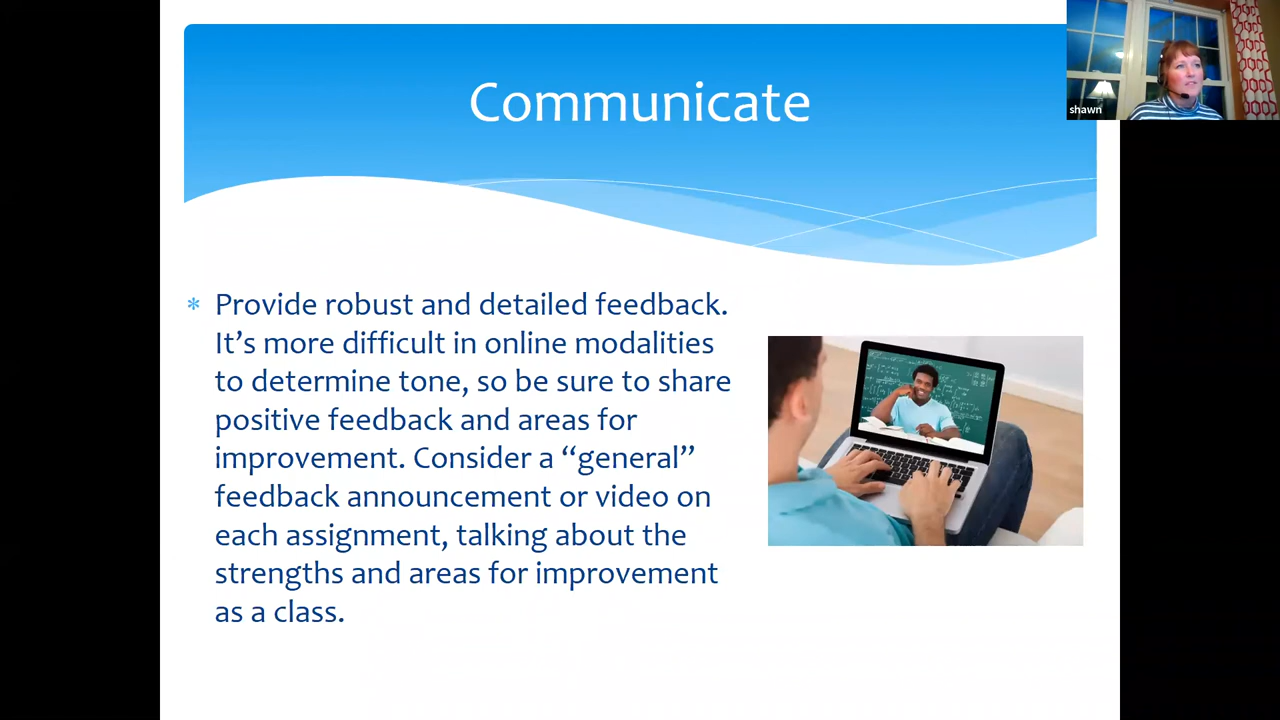 Communicate
shawn
* Provide robust and detailed feedback.
It’s more difficult in online modalities
to determine tone, so be sure to share
positive feedback and areas for
improvement. Consider a “general”
feedback announcement or video on
each assignment, talking about the
strengths and areas for improvement
as a class.